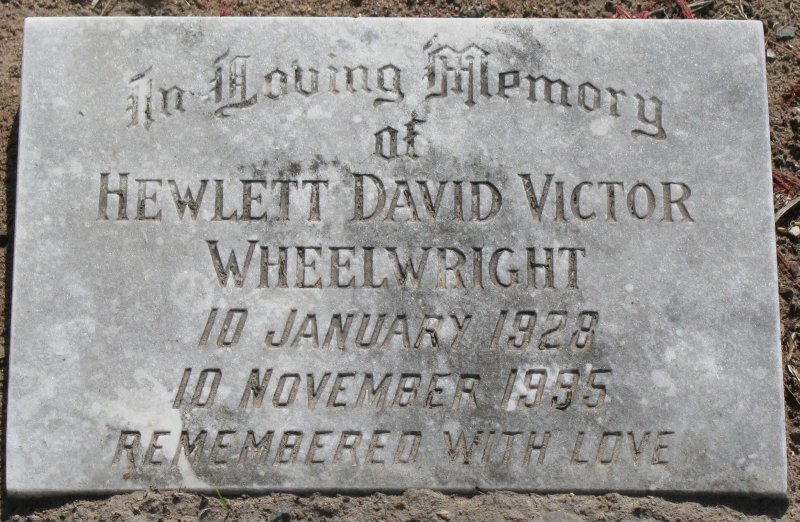 In Loving Memory
of
HEWLETT DAVID VICTOR
WHEELWRIGHT
10 JANUARY 1928
10 NOVEMBER 1995
REMEMBERED WITH LOVE